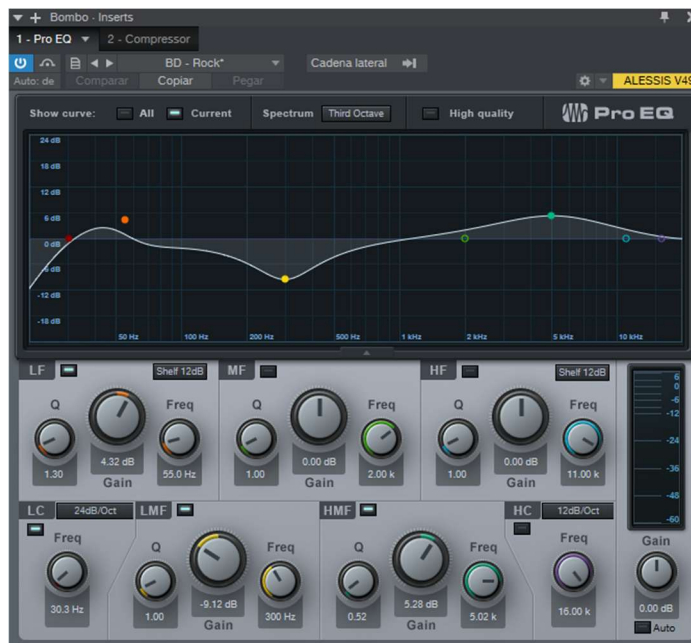 Bombo - Inserts
1 - Pro EQ 2 - Compressor
BD - Rock* Cadena lateral
Auto: de Comparar Copiar Pegar ALESSIS V49
Show curve: All Current Spectrum Third Octave High quality Pro EQ
24 dB
18 dB
12 dB
6 dB
0 dB
-6 dB
-12 dB
-18 dB
50 Hz 100 Hz 200 Hz 500 Hz 1 kHz 2 kHz 5 kHz 10 kHz
LF Shelf 12dB MF HF Shelf 12dB
Q Freq Q Freq Q Freq
1.30 4.32 dB 55.0 Hz 1.00 0.00 dB 2.00 k 1.00 0.00 dB 11.00 k
Gain Gain Gain
6
0
-6
-12
-24
-36
-48
-60
LC 24dB/Oct LMF HMF HC 12dB/Oct
Freq Q Freq Q Freq Freq Gain
30.3 Hz 1.00 -9.12 dB 300 Hz 0.52 5.28 dB 5.02 k 16.00 k 0.00 dB
Gain Gain Auto